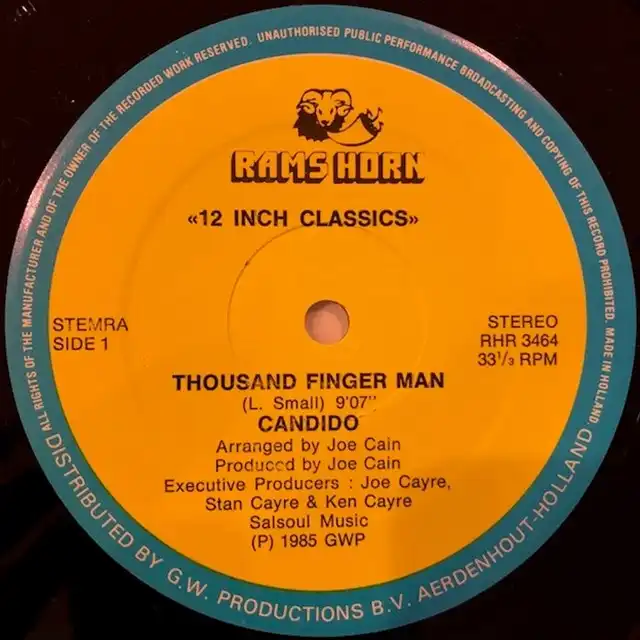 ALL RIGHTS OF THE MANUFACTURER AND OF THE OWNER OF THE RECORDED WORK RESERVED. UNAUTHORISED PUBLIC PERFORMANCE BROADCASTING AND COPYING OF THIS RECORD PROHIBITED. MADE IN HOLLAND
RAMS HORN
«12 INCH CLASSICS»
STEMRA
SIDE 1
STEREO
RHR 3464
33⅓ RPM
THOUSAND FINGER MAN
(L. Small) 9'07"
CANDIDO
Arranged by Joe Cain
Produced by Joe Cain
Executive Producers : Joe Cayre,
Stan Cayre & Ken Cayre
Salsoul Music
(P) 1985 GWP
DISTRIBUTED BY G.W. PRODUCTIONS B.V. AERDENHOUT-HOLLAND